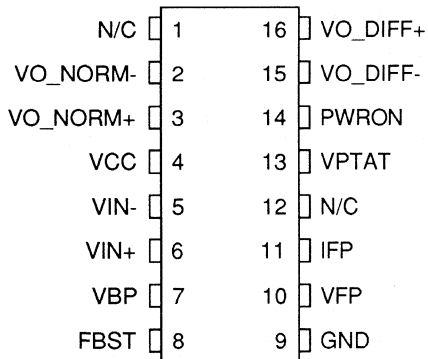 N/C 1 16 VO_DIFF+
VO_NORM- 2 15 VO_DIFF-
VO_NORM+ 3 14 PWRON
VCC 4 13 VPTAT
VIN- 5 12 N/C
VIN+ 6 11 IFP
VBP 7 10 VFP
FBST 8 9 GND